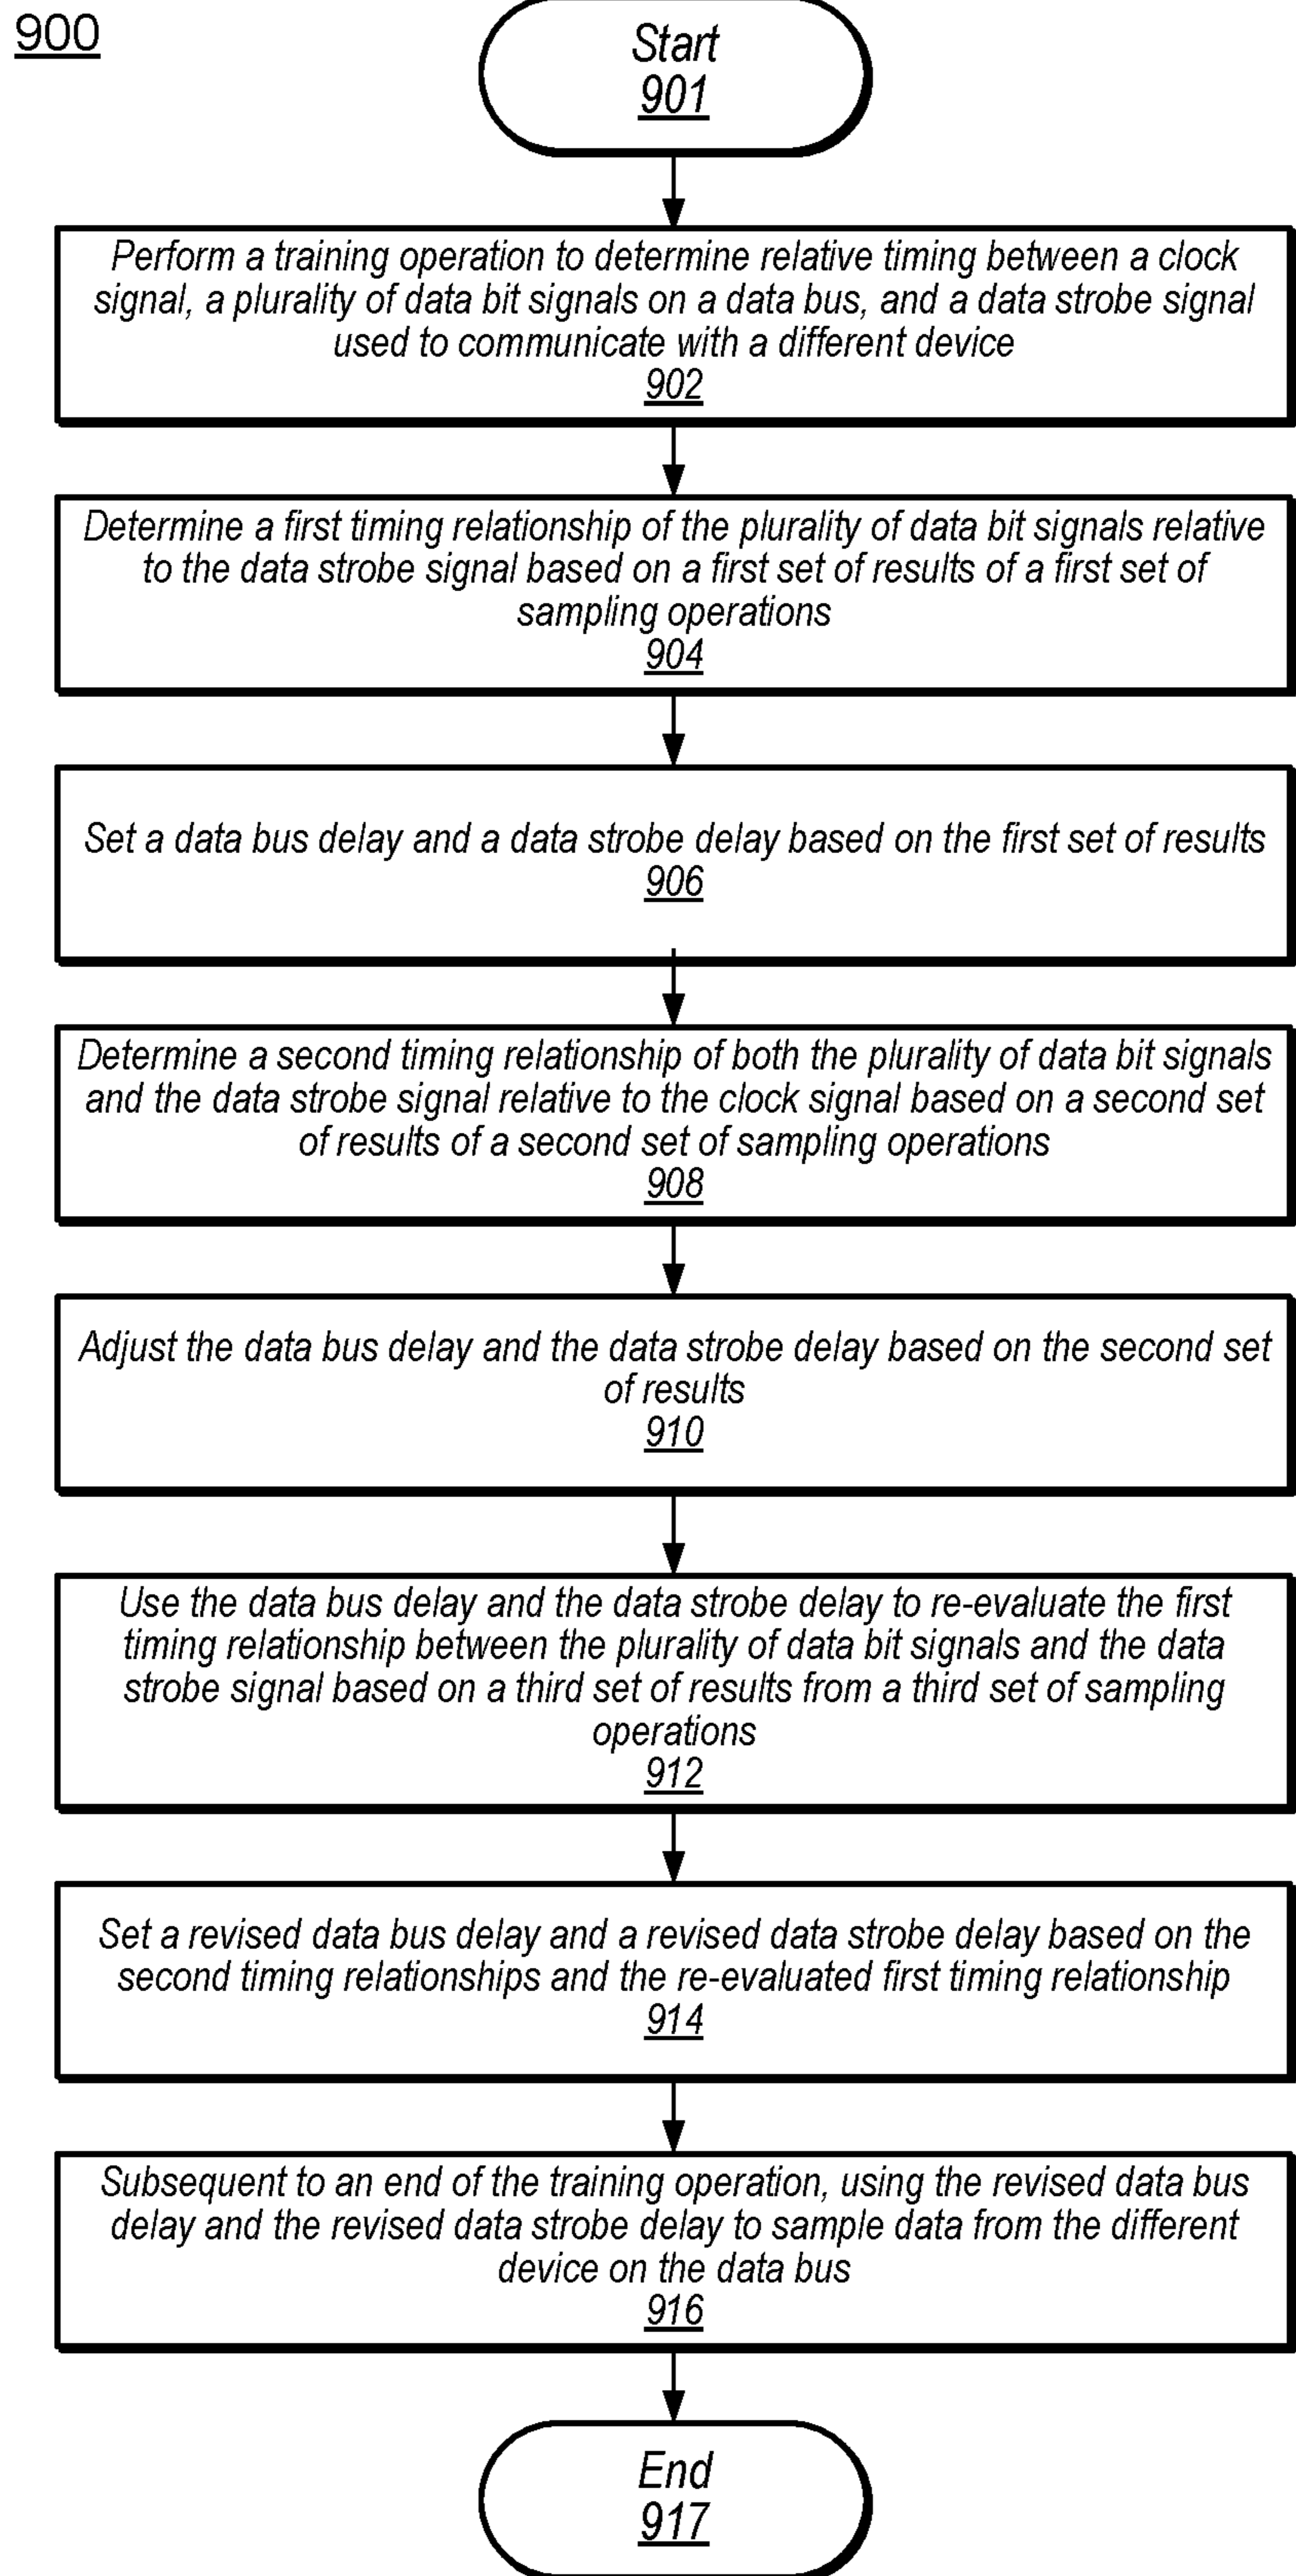 900
Start
901
Perform a training operation to determine relative timing between a clock
signal, a plurality of data bit signals on a data bus, and a data strobe signal
used to communicate with a different device
902
Determine a first timing relationship of the plurality of data bit signals relative
to the data strobe signal based on a first set of results of a first set of
sampling operations
904
Set a data bus delay and a data strobe delay based on the first set of results
906
Determine a second timing relationship of both the plurality of data bit signals
and the data strobe signal relative to the clock signal based on a second set
of results of a second set of sampling operations
908
Adjust the data bus delay and the data strobe delay based on the second set
of results
910
Use the data bus delay and the data strobe delay to re-evaluate the first
timing relationship between the plurality of data bit signals and the data
strobe signal based on a third set of results from a third set of sampling
operations
912
Set a revised data bus delay and a revised data strobe delay based on the
second timing relationships and the re-evaluated first timing relationship
914
Subsequent to an end of the training operation, using the revised data bus
delay and the revised data strobe delay to sample data from the different
device on the data bus
916
End
917